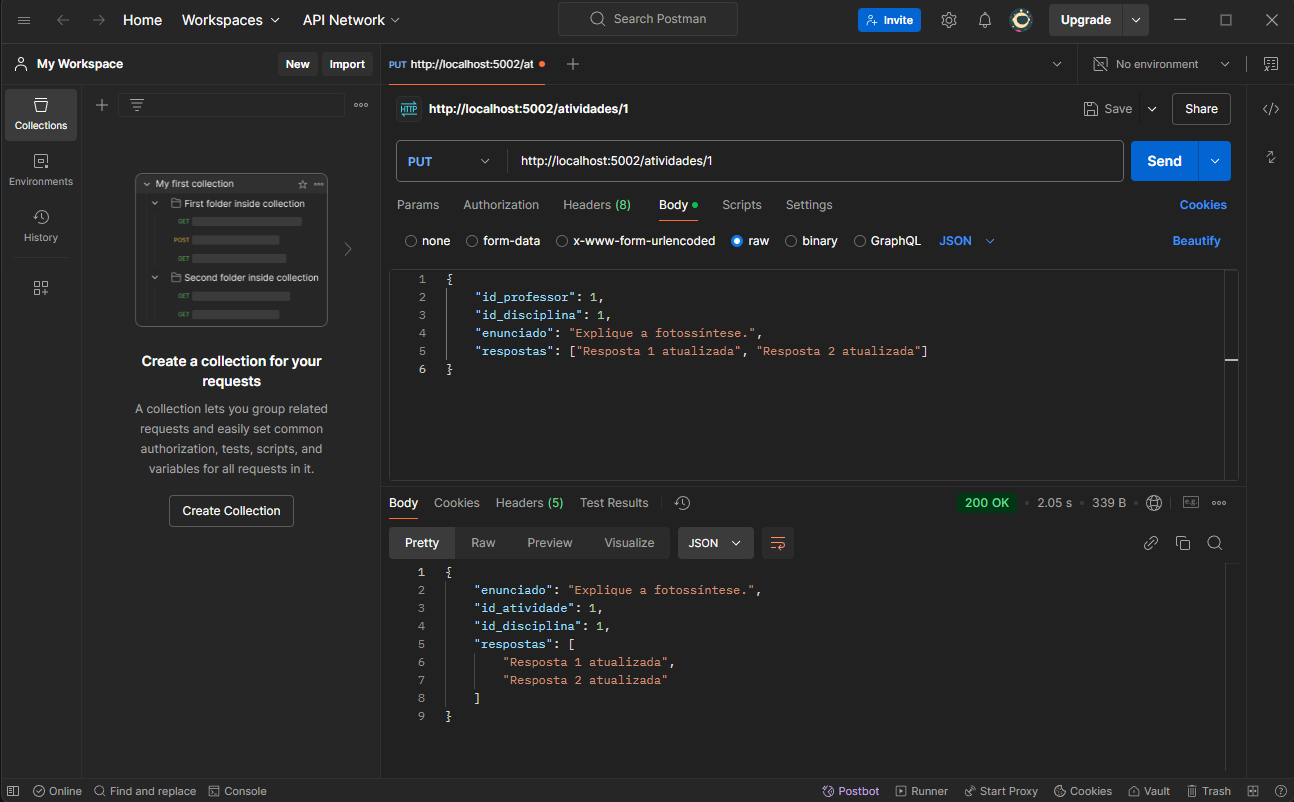 Home Workspaces API Network Search Postman Invite Upgrade
My Workspace New Import PUT http://localhost:5002/at No environment
Collections
Environments
History
My first collection
First folder inside collection
GET
POST
GET
Second folder inside collection
GET
GET
Create a collection for your
requests
A collection lets you group related
requests and easily set common
authorization, tests, scripts, and
variables for all requests in it.
Create Collection
HTTP http://localhost:5002/atividades/1 Save Share
PUT http://localhost:5002/atividades/1 Send
Params Authorization Headers (8) Body Scripts Settings Cookies
none form-data x-www-form-urlencoded raw binary GraphQL JSON Beautify
1 {
2 "id_professor": 1,
3 "id_disciplina": 1,
4 "enunciado": "Explique a fotossíntese.",
5 "respostas": ["Resposta 1 atualizada", "Resposta 2 atualizada"]
6 }
Body Cookies Headers (5) Test Results 200 OK • 2.05 s • 339 B • e.g.
Pretty Raw Preview Visualize JSON
1 {
2 "enunciado": "Explique a fotossíntese.",
3 "id_atividade": 1,
4 "id_disciplina": 1,
5 "respostas": [
6 "Resposta 1 atualizada",
7 "Resposta 2 atualizada"
8 ]
9 }
Online Find and replace Console Postbot Runner Start Proxy Cookies Vault Trash